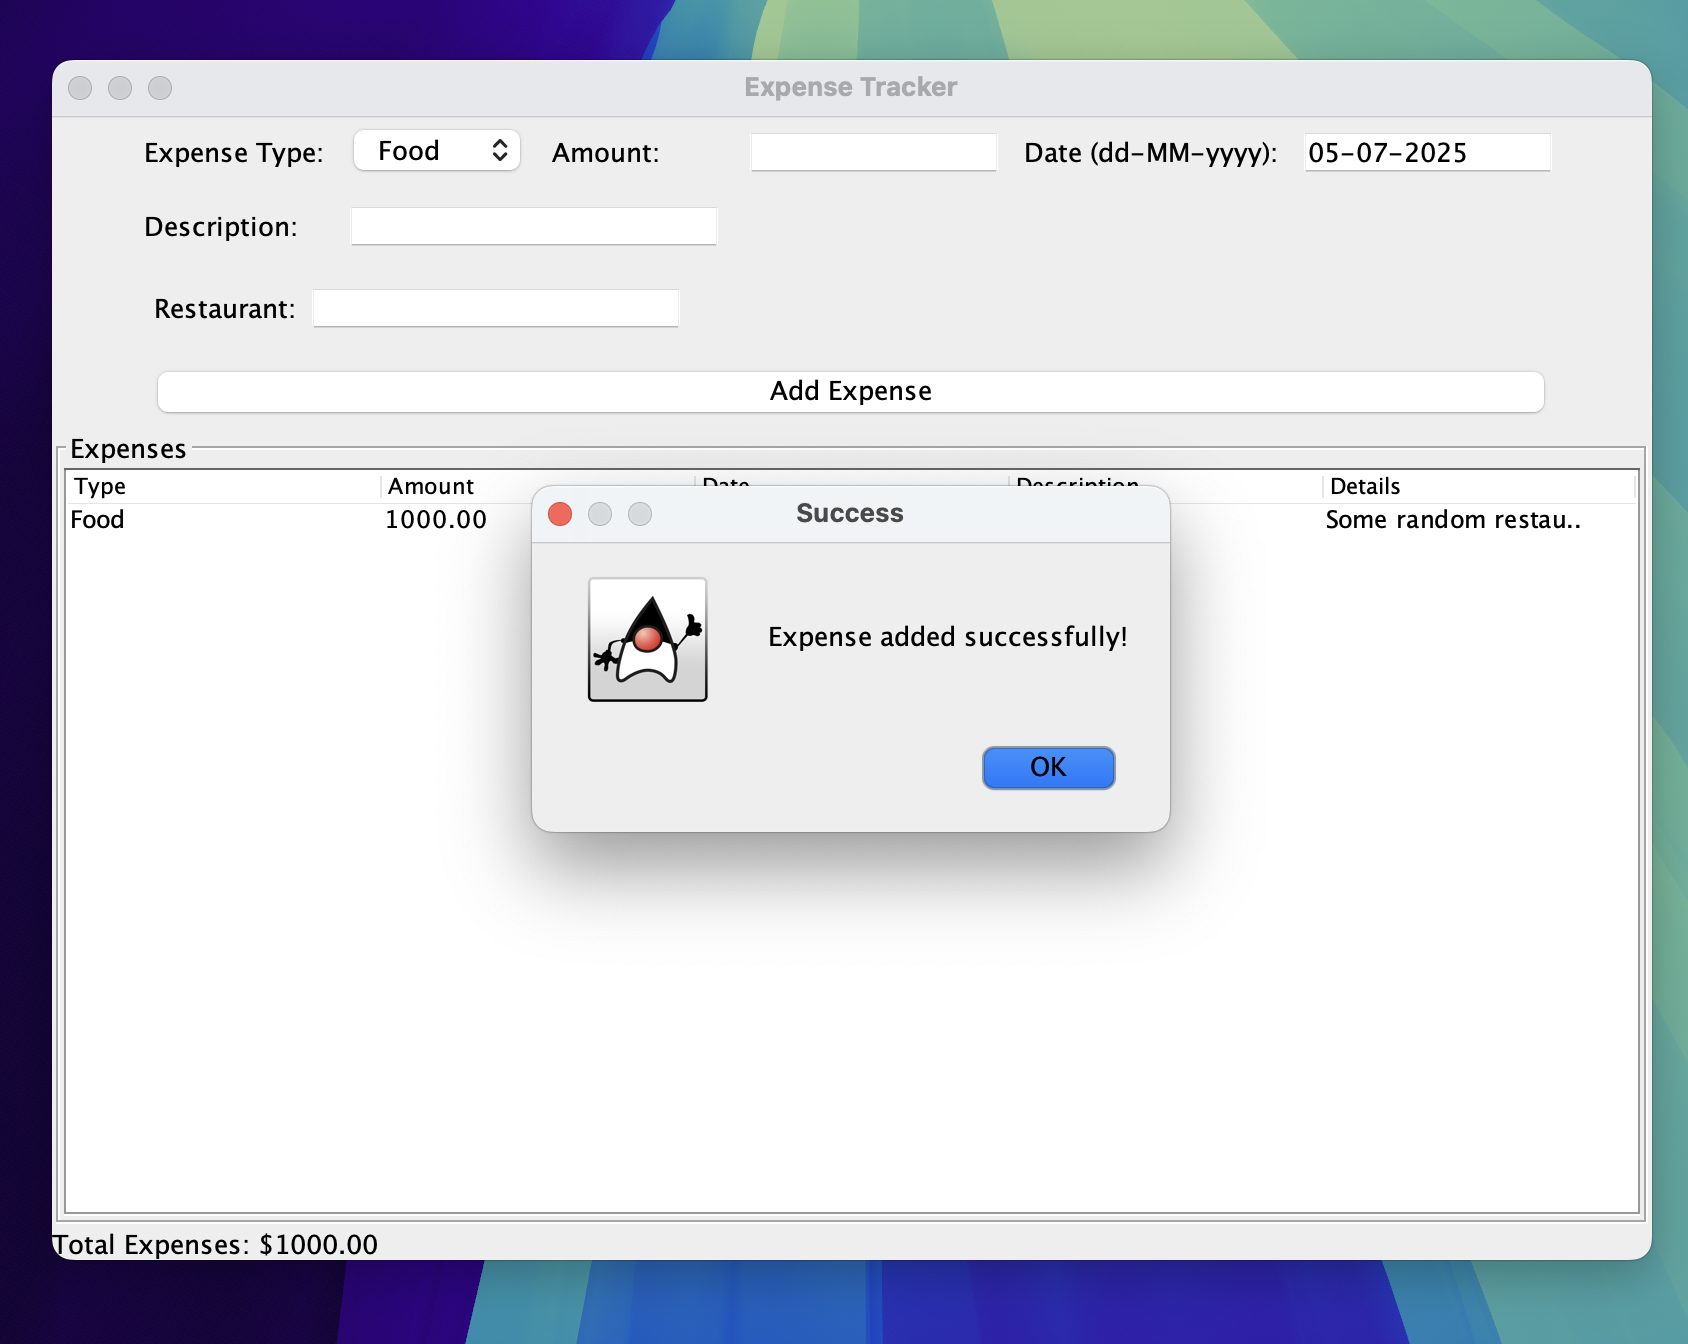 Expense Tracker
Expense Type: Food Amount: Date (dd-MM-yyyy): 05-07-2025
Description:
Restaurant:
Add Expense
Expenses
Type Amount Date Description Details
Food 1000.00 Some random restau..
Success
Expense added successfully!
OK
Total Expenses: $1000.00